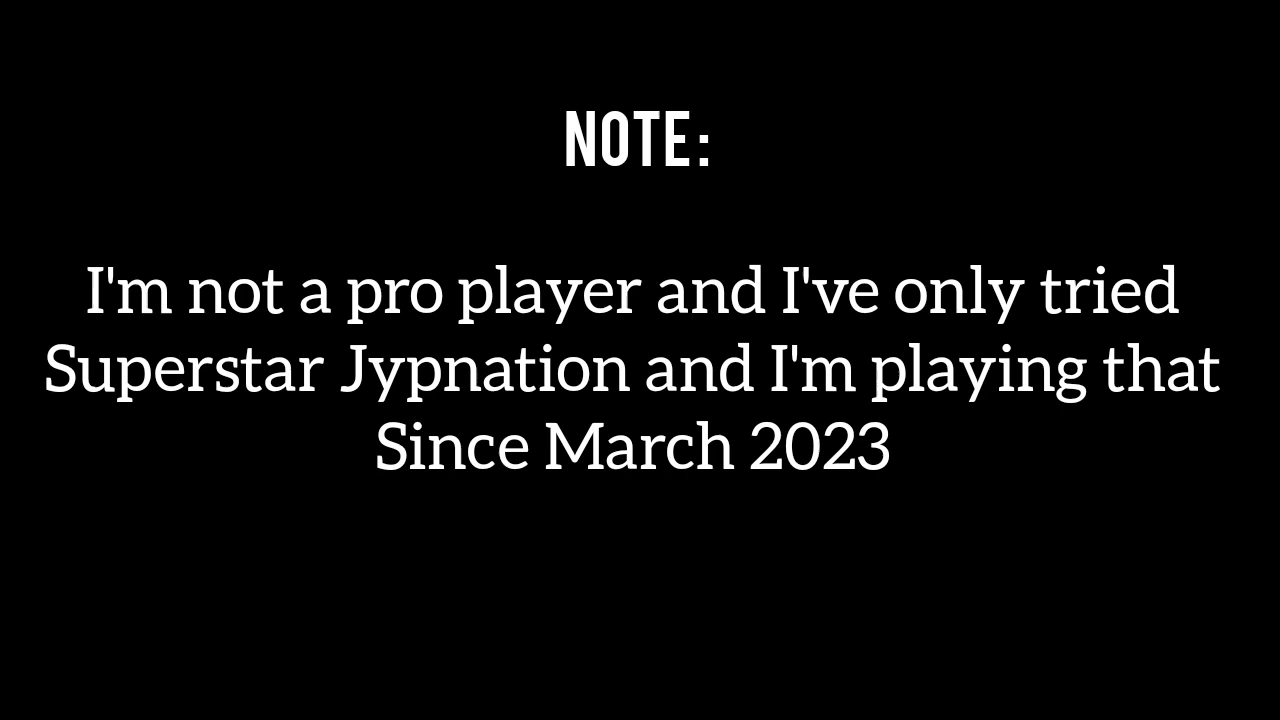 NOTE:
I'm not a pro player and I've only tried
Superstar Jypnation and I'm playing that
Since March 2023